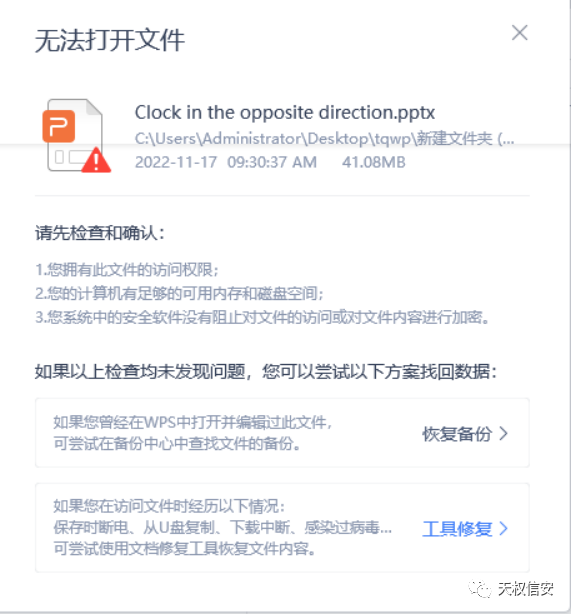 无法打开文件
Clock in the opposite direction.pptx
C:\Users\Administrator\Desktop\tqwp\新建文件夹 (...
2022-11-17 09:30:37 AM 41.08MB
请先检查和确认：
1.您拥有此文件的访问权限；
2.您的计算机有足够的可用内存和磁盘空间；
3.您系统中的安全软件没有阻止对文件的访问或对文件内容进行加密。
如果以上检查均未发现问题，您可以尝试以下方案找回数据：
如果您曾经在WPS中打开并编辑过此文件，
可尝试在备份中心中查找文件的备份。
恢复备份
如果您在访问文件时经历以下情况：
保存时断电、从U盘复制、下载中断、感染过病毒...
可尝试使用文档修复工具恢复文件内容。
工具修复
天权信安